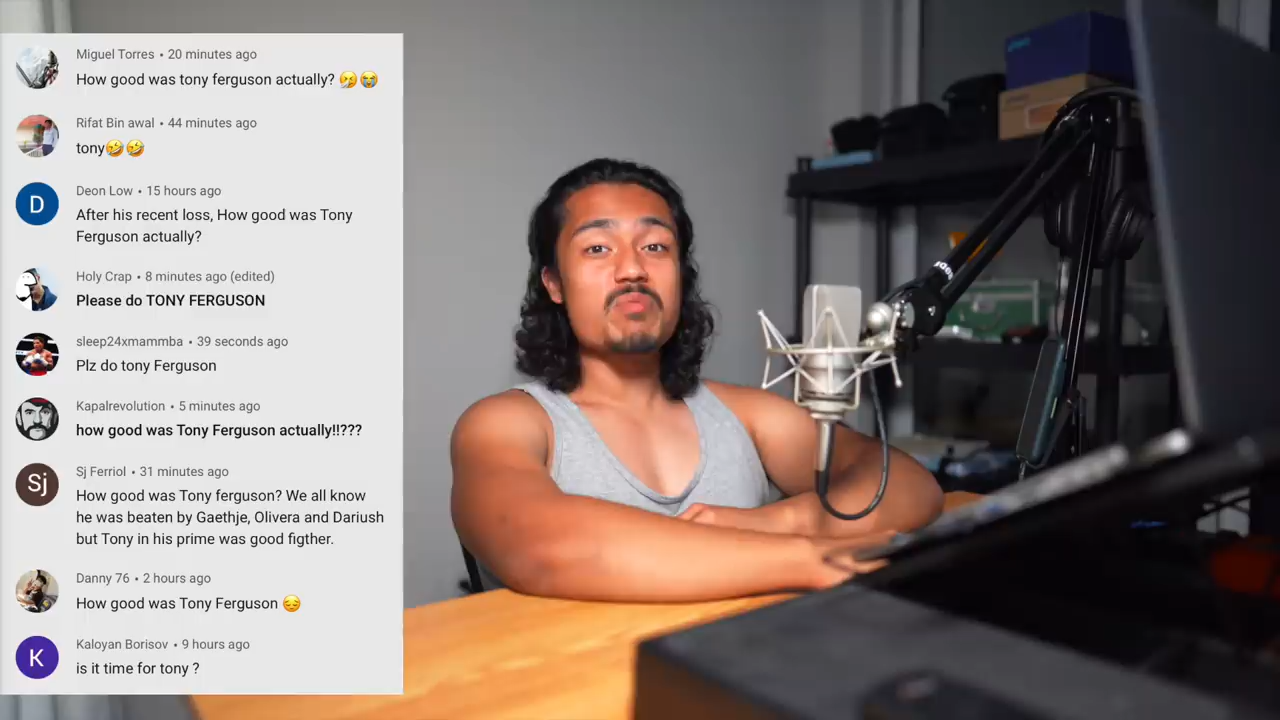 Miguel Torres • 20 minutes ago
How good was tony ferguson actually? 🤧😭
Rifat Bin awal • 44 minutes ago
tony🤣🤣
D
Deon Low • 15 hours ago
After his recent loss, How good was Tony
Ferguson actually?
Holy Crap • 8 minutes ago (edited)
Please do TONY FERGUSON
sleep24xmammba • 39 seconds ago
Plz do tony Ferguson
Kapalrevolution • 5 minutes ago
how good was Tony Ferguson actually!!???
Sj
Sj Ferriol • 31 minutes ago
How good was Tony ferguson? We all know
he was beaten by Gaethje, Olivera and Dariush
but Tony in his prime was good figther.
Danny 76 • 2 hours ago
How good was Tony Ferguson 😔
K
Kaloyan Borisov • 9 hours ago
is it time for tony ?